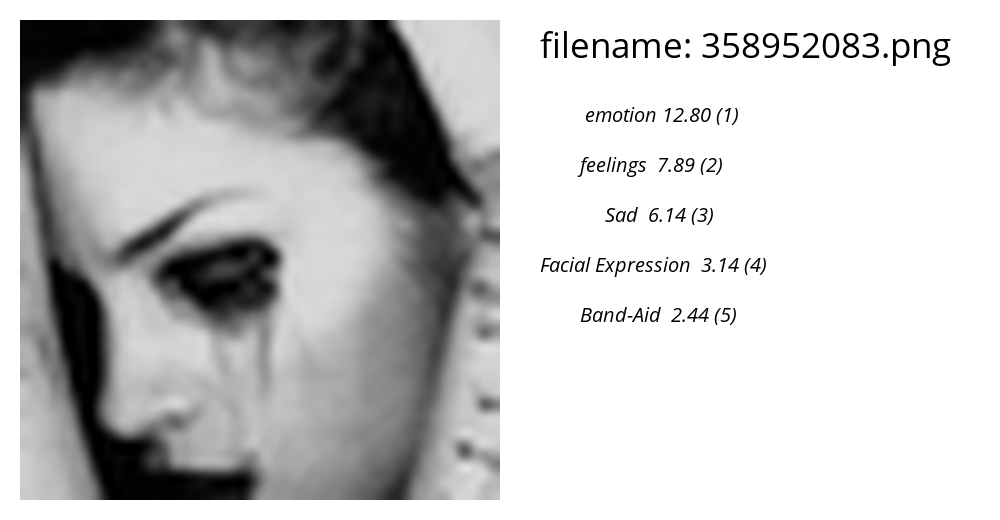 filename: 358952083.png
emotion 12.80 (1)
feelings 7.89 (2)
Sad 6.14 (3)
Facial Expression 3.14 (4)
Band-Aid 2.44 (5)